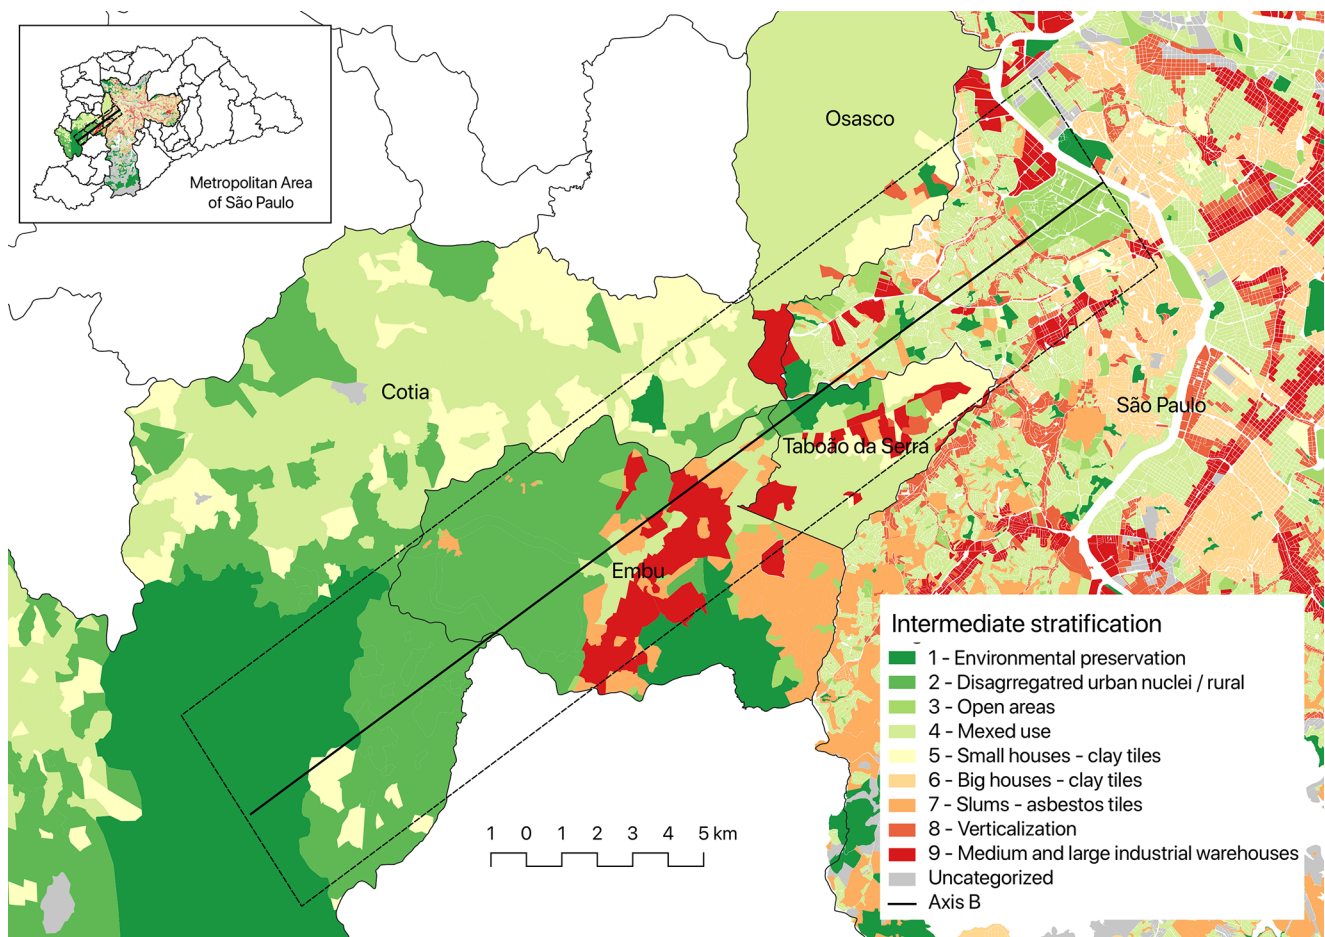 Metropolitan Area
of São Paulo
Osasco
Cotia
São Paulo
Taboão da Serra
Embu
Intermediate stratification
1 - Environmental preservation
2 - Disagrregatred urban nuclei / rural
3 - Open areas
4 - Mexed use
5 - Small houses - clay tiles
6 - Big houses - clay tiles
7 - Slums - asbestos tiles
8 - Verticalization
9 - Medium and large industrial warehouses
Uncategorized
Axis B
1 0 1 2 3 4 5 km